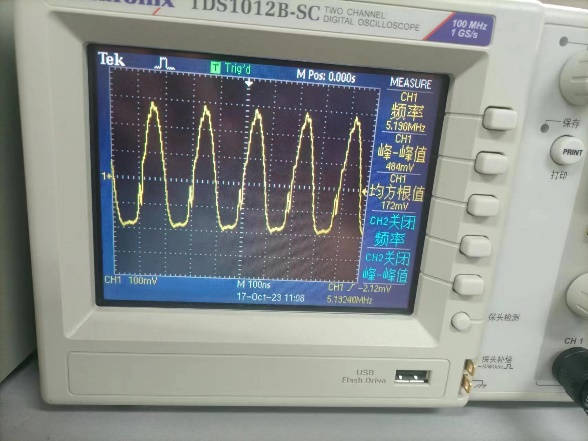 TDS1012B-SC
TWO CHANNEL
DIGITAL OSCILLOSCOPE
100 MHz
1 GS/s
Tek
T Trig'd
M Pos: 0.000s
MEASURE
CH1
频率
5.196MHz
CH1
峰-峰值
484mV
CH1
均方根值
172mV
CH2关闭
频率
CH2关闭
峰-峰值
1
CH1 100mV
M 100ns
CH1 / -2.12mV
17-Oct-23 11:08
5.19240MHz
保存
PRINT
打印
探头检测
CH 1
探头补偿
USB
Flash Drive